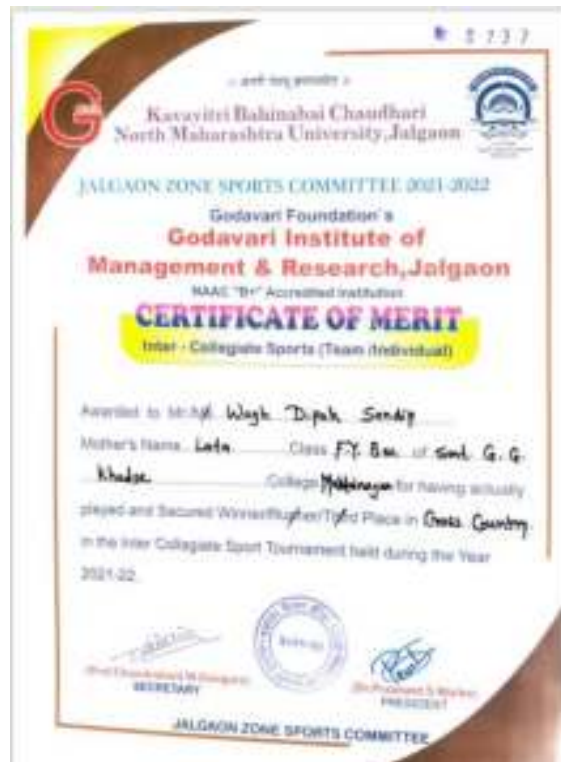 Kavayitri Bahinabai Chaudhari
North Maharashtra University, Jalgaon
JALGAON ZONE SPORTS COMMITTEE 2021-2022
Godavari Foundation's
Godavari Institute of
Management & Research, Jalgaon
NAAC "B+" Accredited Institution
CERTIFICATE OF MERIT
Inter - Collegiate Sports (Team /Individual)
Awarded to Mr. Wagh Dipak Sandip
Mother's Name Lata Class F.Y. Bsc of Smt. G. G.
Khadse College for having actually
played and Secured Winner/Runner/Third Place in Cross Country
in the Inter Collegiate Sport Tournament held during the Year
2021-22.
SECRETARY
PRESIDENT
JALGAON ZONE SPORTS COMMITTEE